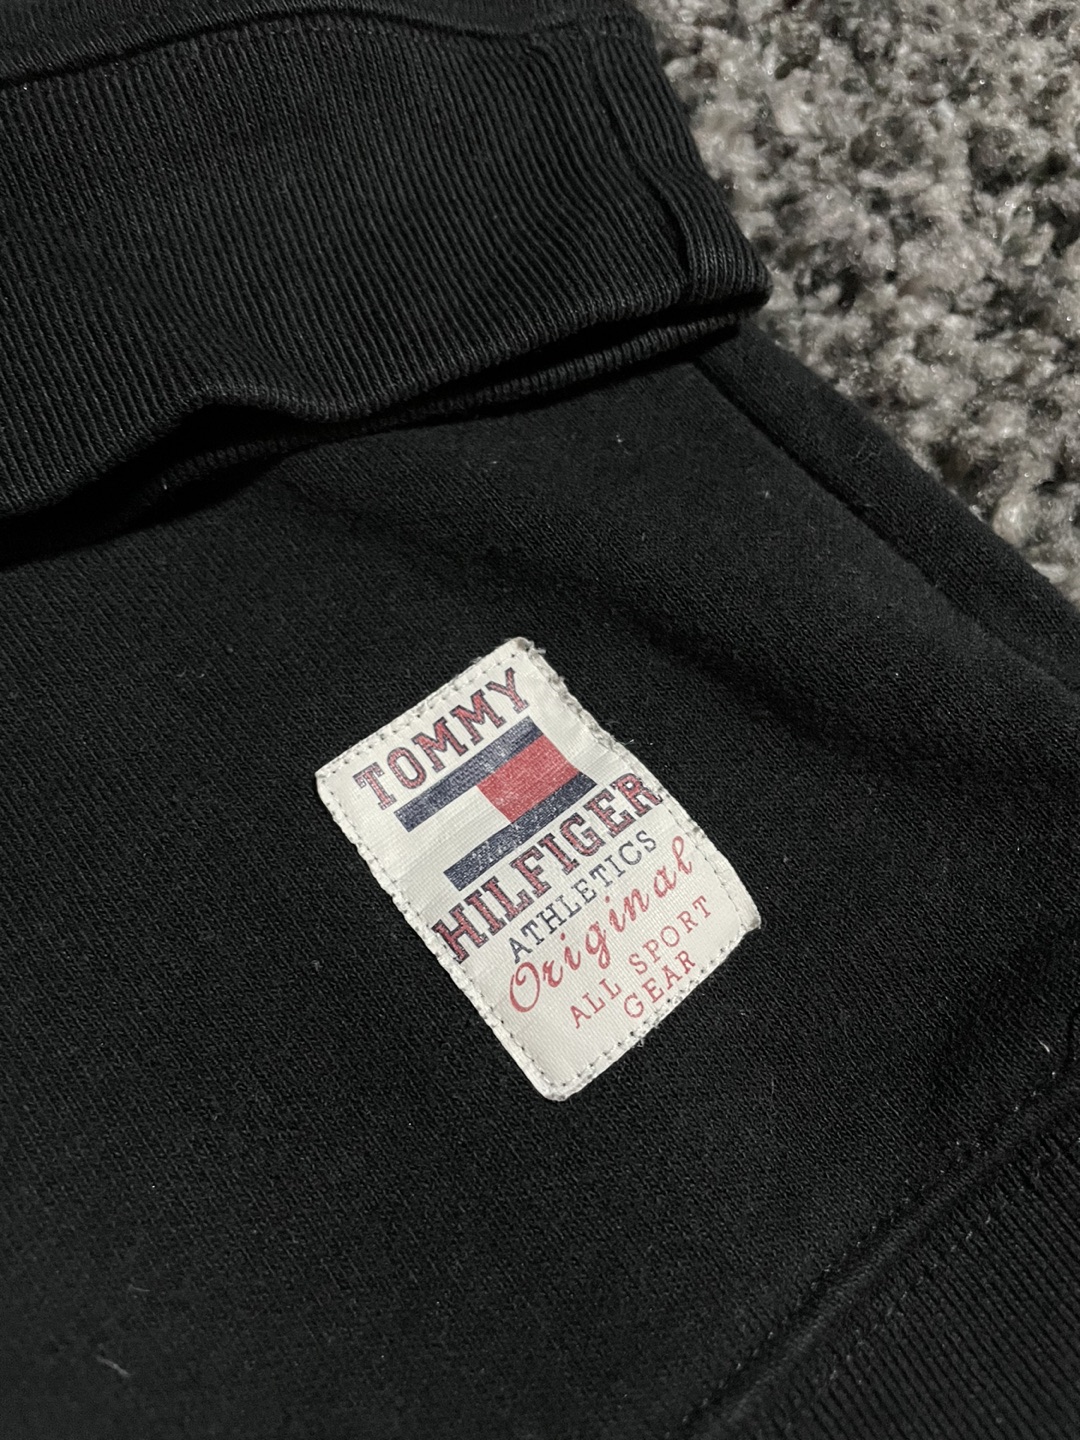 TOMMY
HILFIGER
ATHLETICS
Original
ALL SPORT
GEAR